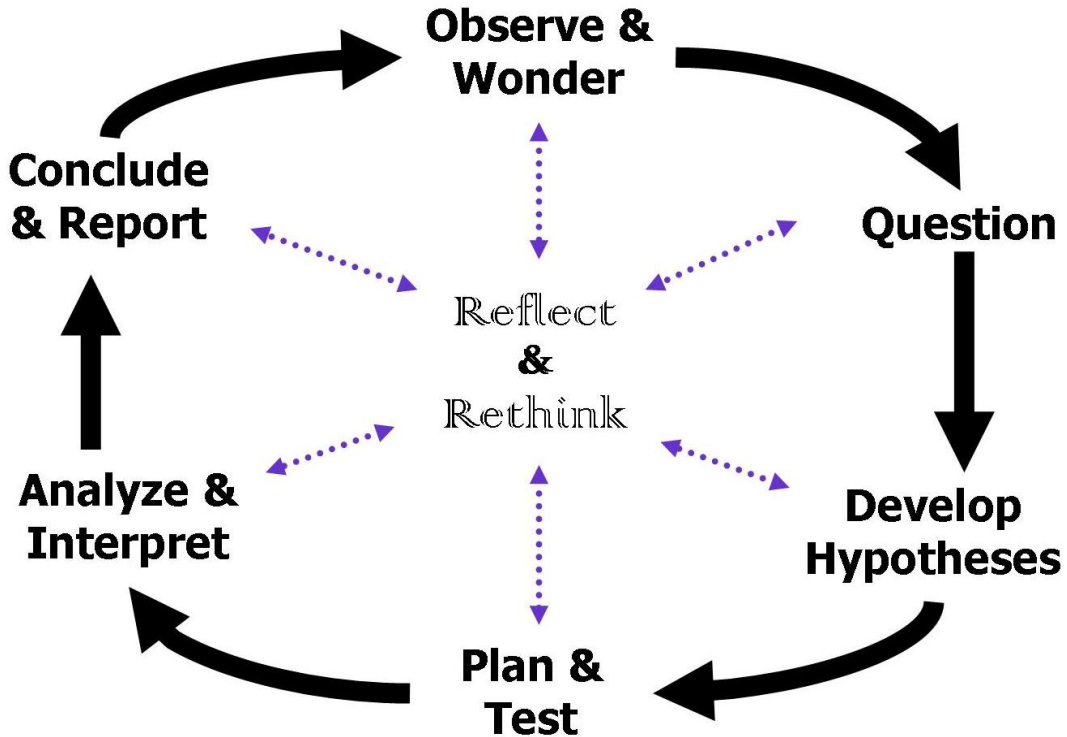 Observe &
Wonder
Question
Develop
Hypotheses
Plan &
Test
Analyze &
Interpret
Conclude
& Report
Reflect
&
Rethink